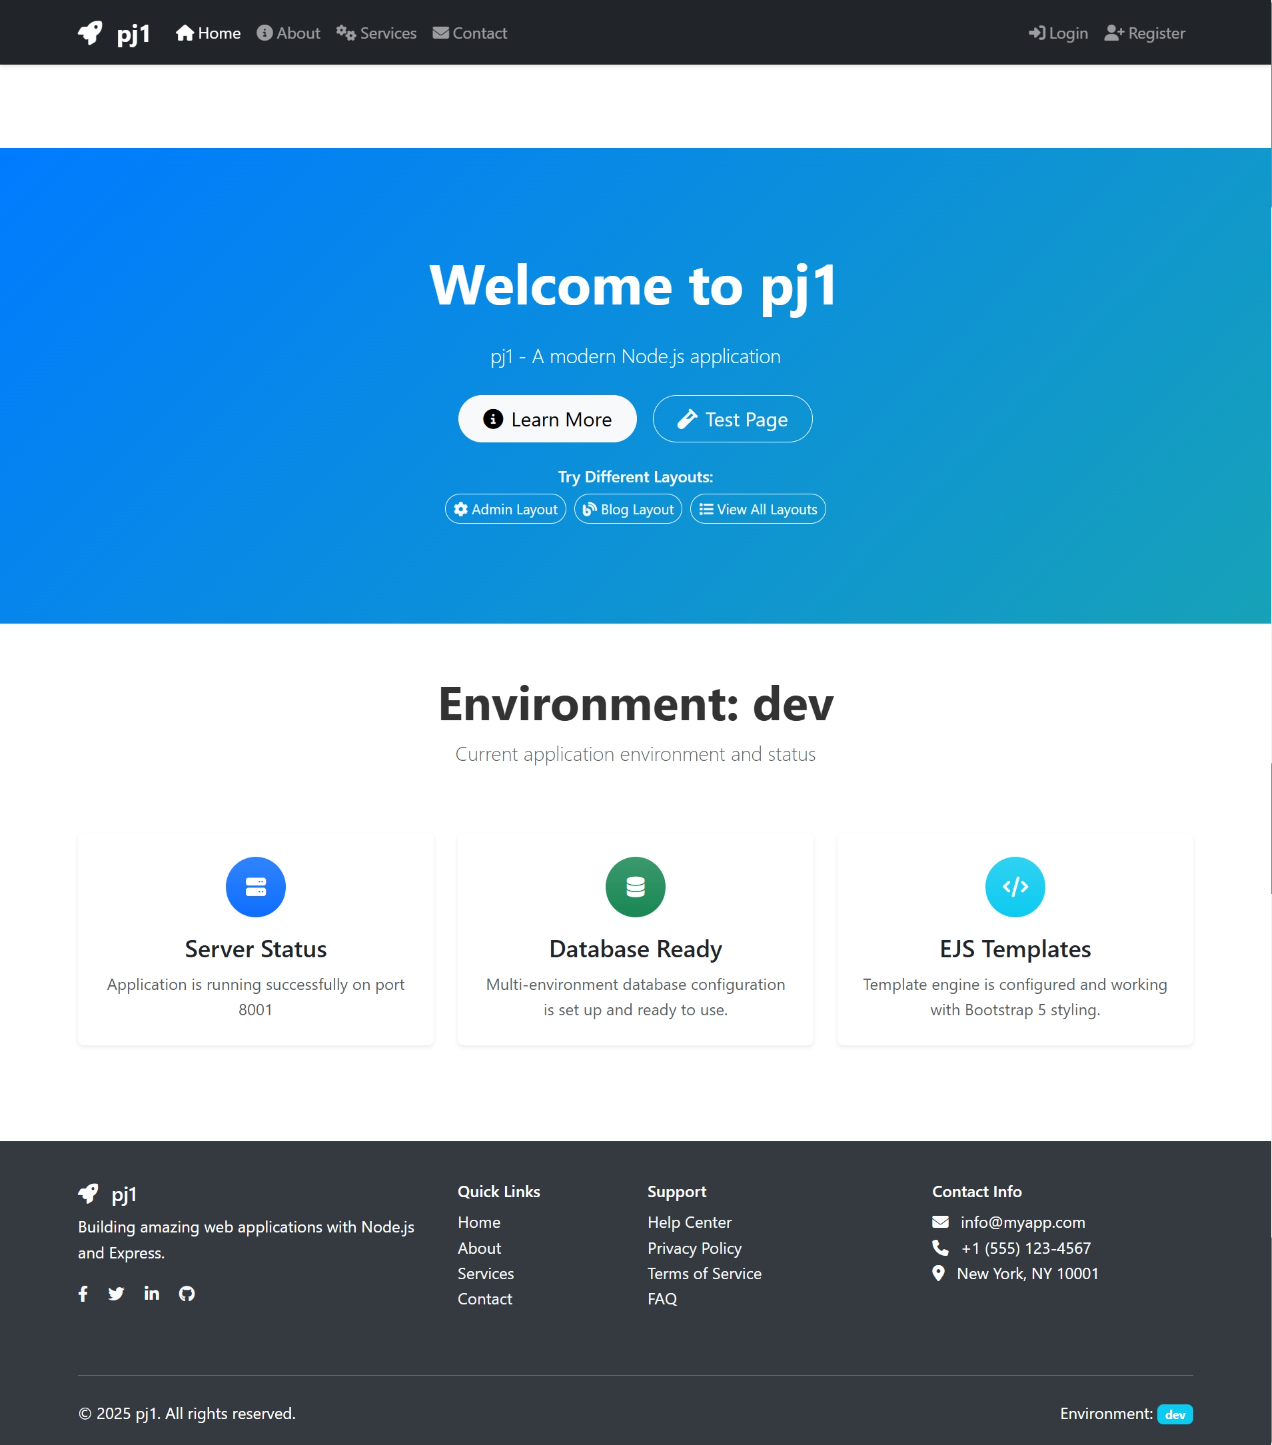 pj1 Home About Services Contact Login Register
Welcome to pj1
pj1 - A modern Node.js application
Learn More Test Page
Try Different Layouts:
Admin Layout Blog Layout View All Layouts
Environment: dev
Current application environment and status
Server Status
Application is running successfully on port
8001
Database Ready
Multi-environment database configuration
is set up and ready to use.
EJS Templates
Template engine is configured and working
with Bootstrap 5 styling.
pj1
Building amazing web applications with Node.js
and Express.
Quick Links
Home
About
Services
Contact
Support
Help Center
Privacy Policy
Terms of Service
FAQ
Contact Info
info@myapp.com
+1 (555) 123-4567
New York, NY 10001
© 2025 pj1. All rights reserved.
Environment: dev